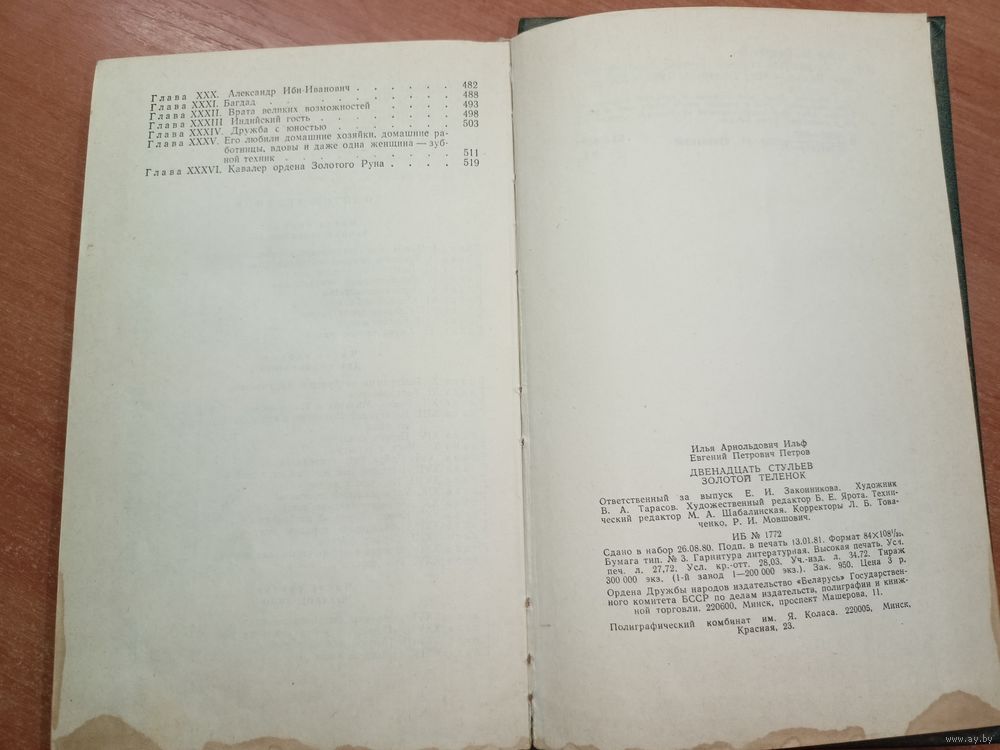 Глава XXX. Александр Ибн-Иванович . . . . . . 482
Глава XXXI. Багдад . . . . . . . . . . 488
Глава XXXII. Врата великих возможностей . . . . 493
Глава XXXIII Индийский гость . . . . . . . 498
Глава XXXIV. Дружба с юностью . . . . . . 503
Глава XXXV. Его любили домашние хозяйки, домашние ра-
ботницы, вдовы и даже одна женщина — зуб-
ной техник . . . . . . . . . . 511
Глава XXXVI. Кавалер ордена Золотого Руна . . . . 519
Илья Арнольдович Ильф
Евгений Петрович Петров
ДВЕНАДЦАТЬ СТУЛЬЕВ
ЗОЛОТОЙ ТЕЛЕНОК
Ответственный за выпуск Е. И. Законникова. Художник
В. А. Тарасов. Художественный редактор Б. Е. Ярота. Техни-
ческий редактор М. А. Шабалинская. Корректоры Л. Б. Това-
ченко, Р. И. Мовшович.
ИБ № 1772
Сдано в набор 26.08.80. Подп. в печать 13.01.81. Формат 84×108¹/₃₂.
Бумага тип. № 3. Гарнитура литературная. Высокая печать. Усл.
печ. л. 27,72. Усл. кр.-отт. 28,03. Уч.-изд. л. 34,72. Тираж
300 000 экз. (1-й завод 1—200 000 экз.). Зак. 950. Цена 3 р.
Ордена Дружбы народов издательство «Беларусь» Государствен-
ного комитета БССР по делам издательств, полиграфии и книж-
ной торговли. 220600, Минск, проспект Машерова, 11.
Полиграфический комбинат им. Я. Коласа. 220005, Минск,
Красная, 23.
www.ay.by